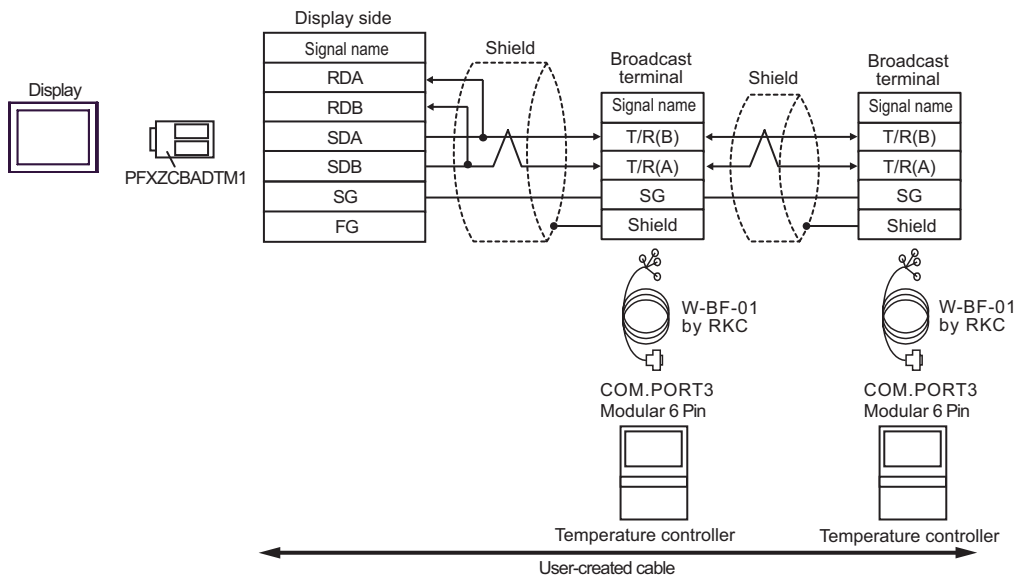 Display
PFXZCBADTM1
Display side
Signal name
RDA
RDB
SDA
SDB
SG
FG
Shield
Broadcast
terminal
Signal name
T/R(B)
T/R(A)
SG
Shield
Shield
Broadcast
terminal
Signal name
T/R(B)
T/R(A)
SG
Shield
W-BF-01
by RKC
COM.PORT3
Modular 6 Pin
Temperature controller
W-BF-01
by RKC
COM.PORT3
Modular 6 Pin
Temperature controller
User-created cable